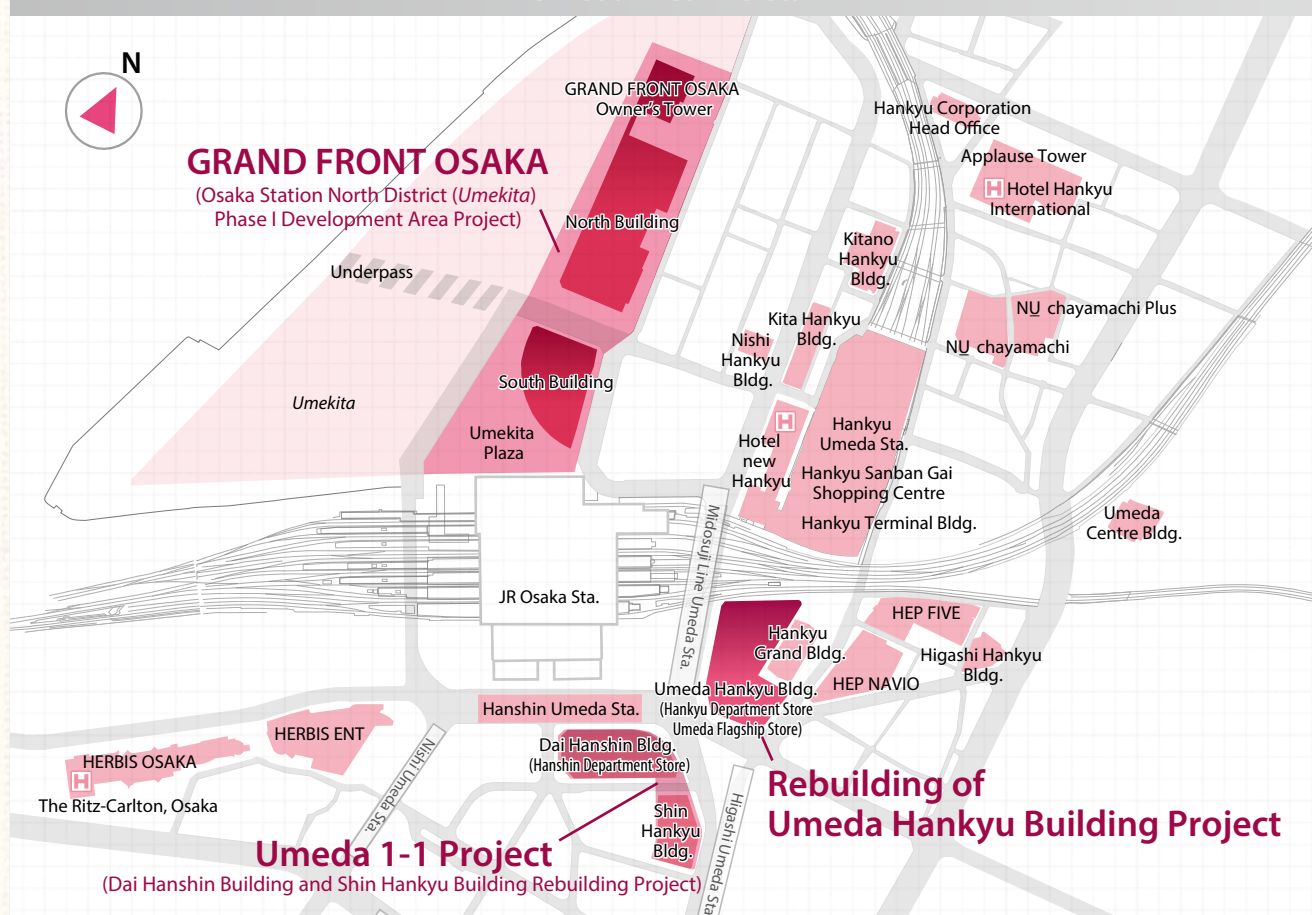 N
GRAND FRONT OSAKA
Owner's Tower
Hankyu Corporation
Head Office
GRAND FRONT OSAKA
(Osaka Station North District (Umekita)
Phase I Development Area Project)
Applause Tower
H Hotel Hankyu
International
North Building
Kitano
Hankyu
Bldg.
Underpass
NU chayamachi Plus
Kita Hankyu
Bldg.
Nishi
Hankyu
Bldg.
NU chayamachi
South Building
Umekita
Umekita
Plaza
H
Hotel
new
Hankyu
Hankyu
Umeda Sta.
Hankyu Sanban Gai
Shopping Centre
Hankyu Terminal Bldg.
Umeda
Centre Bldg.
Midosuji Line Umeda Sta.
JR Osaka Sta.
HEP FIVE
Hankyu
Grand Bldg.
Higashi Hankyu
Bldg.
HEP NAVIO
Umeda Hankyu Bldg.
(Hankyu Department Store
Umeda Flagship Store)
Hanshin Umeda Sta.
HERBIS ENT
Dai Hanshin Bldg.
(Hanshin Department Store)
HERBIS OSAKA
H
The Ritz-Carlton, Osaka
Nishi Umeda Sta.
Rebuilding of
Umeda Hankyu Building Project
Shin
Hankyu
Bldg.
Higashi Umeda Sta.
Umeda 1-1 Project
(Dai Hanshin Building and Shin Hankyu Building Rebuilding Project)